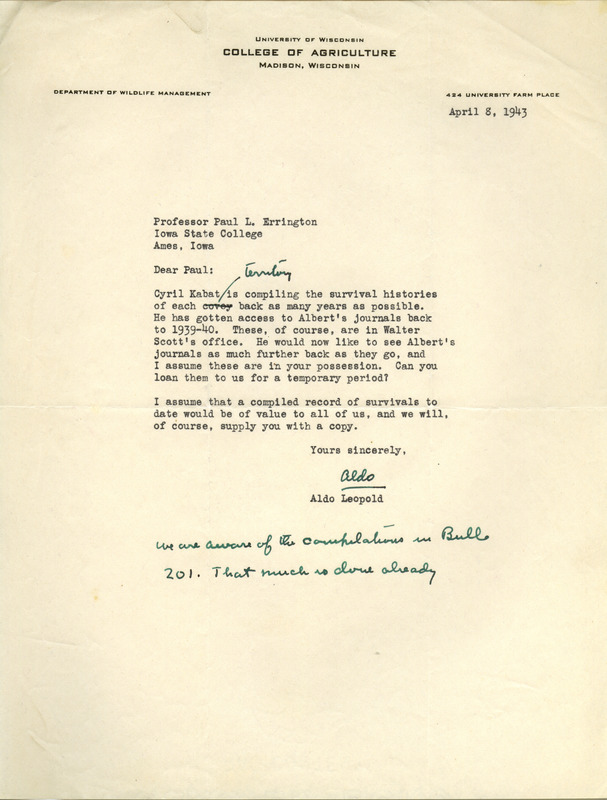 UNIVERSITY OF WISCONSIN
COLLEGE OF AGRICULTURE
MADISON, WISCONSIN
DEPARTMENT OF WILDLIFE MANAGEMENT
424 UNIVERSITY FARM PLACE
April 8, 1943
Professor Paul L. Errington
Iowa State College
Ames, Iowa
Dear Paul:
territory
Cyril Kabat is compiling the survival histories
of each covey back as many years as possible.
He has gotten access to Albert's journals back
to 1939-40. These, of course, are in Walter
Scott's office. He would now like to see Albert's
journals as much further back as they go, and
I assume these are in your possession. Can you
loan them to us for a temporary period?
I assume that a compiled record of survivals to
date would be of value to all of us, and we will,
of course, supply you with a copy.
Yours sincerely,
Aldo
Aldo Leopold
We are aware of the compilations in Bull.
201. That much is done already